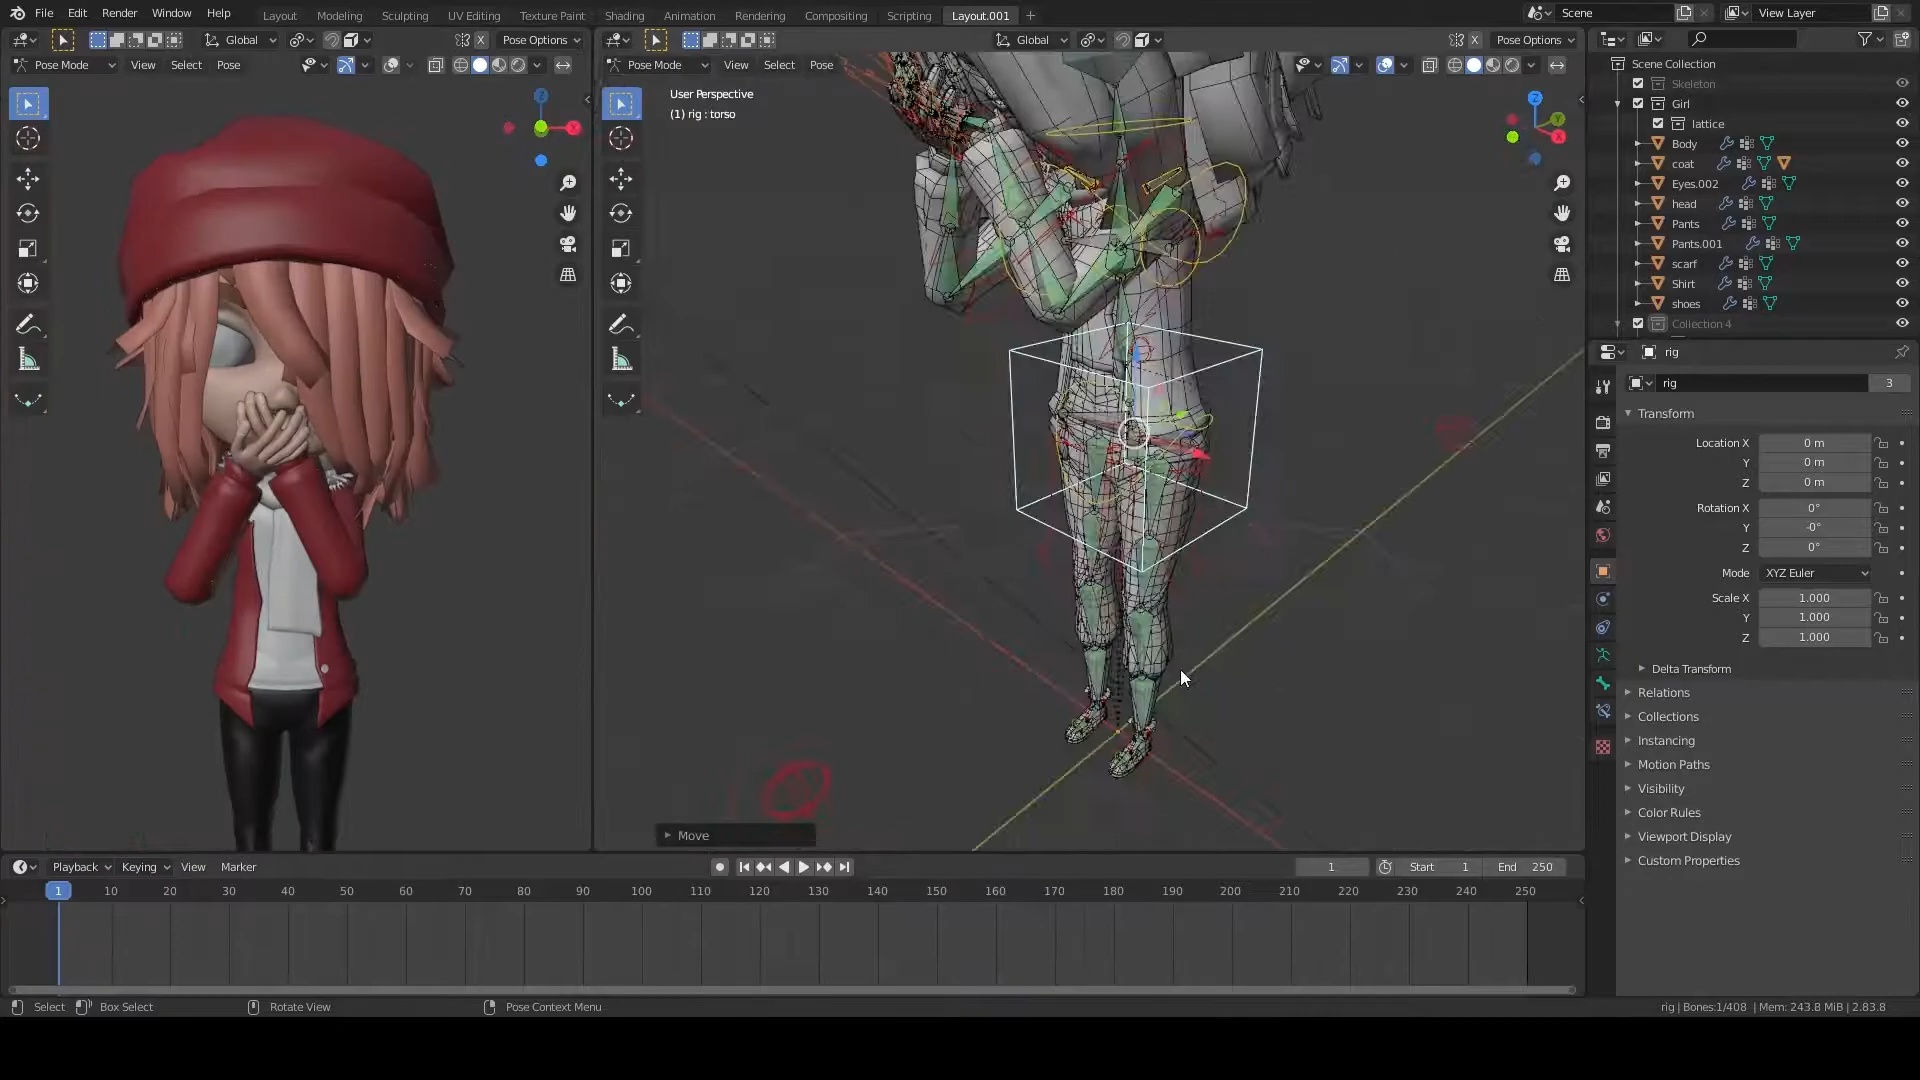 File Edit Render Window Help Layout Modeling Sculpting UV Editing Texture Paint Shading Animation Rendering Compositing Scripting Layout.001 + Scene View Layer
Global Pose Options Global Pose Options
Pose Mode View Select Pose Pose Mode View Select Pose
Scene Collection
Skeleton
User Perspective
(1) rig : torso
Girl
lattice
Body
coat
Eyes.002
head
Pants
Pants.001
scarf
Shirt
shoes
Collection 4
rig
rig 3
Transform
Location X 0 m
Y 0 m
Z 0 m
Rotation X 0°
Y -0°
Z 0°
Mode XYZ Euler
Scale X 1.000
Y 1.000
Z 1.000
Delta Transform
Relations
Collections
Instancing
Motion Paths
Visibility
Color Rules
Viewport Display
Custom Properties
Move
Playback Keying View Marker 1 Start 1 End 250
1 10 20 30 40 50 60 70 80 90 100 110 120 130 140 150 160 170 180 190 200 210 220 230 240 250
Select Box Select Rotate View Pose Context Menu rig | Bones:1/408 | Mem: 243.8 MiB | 2.83.8